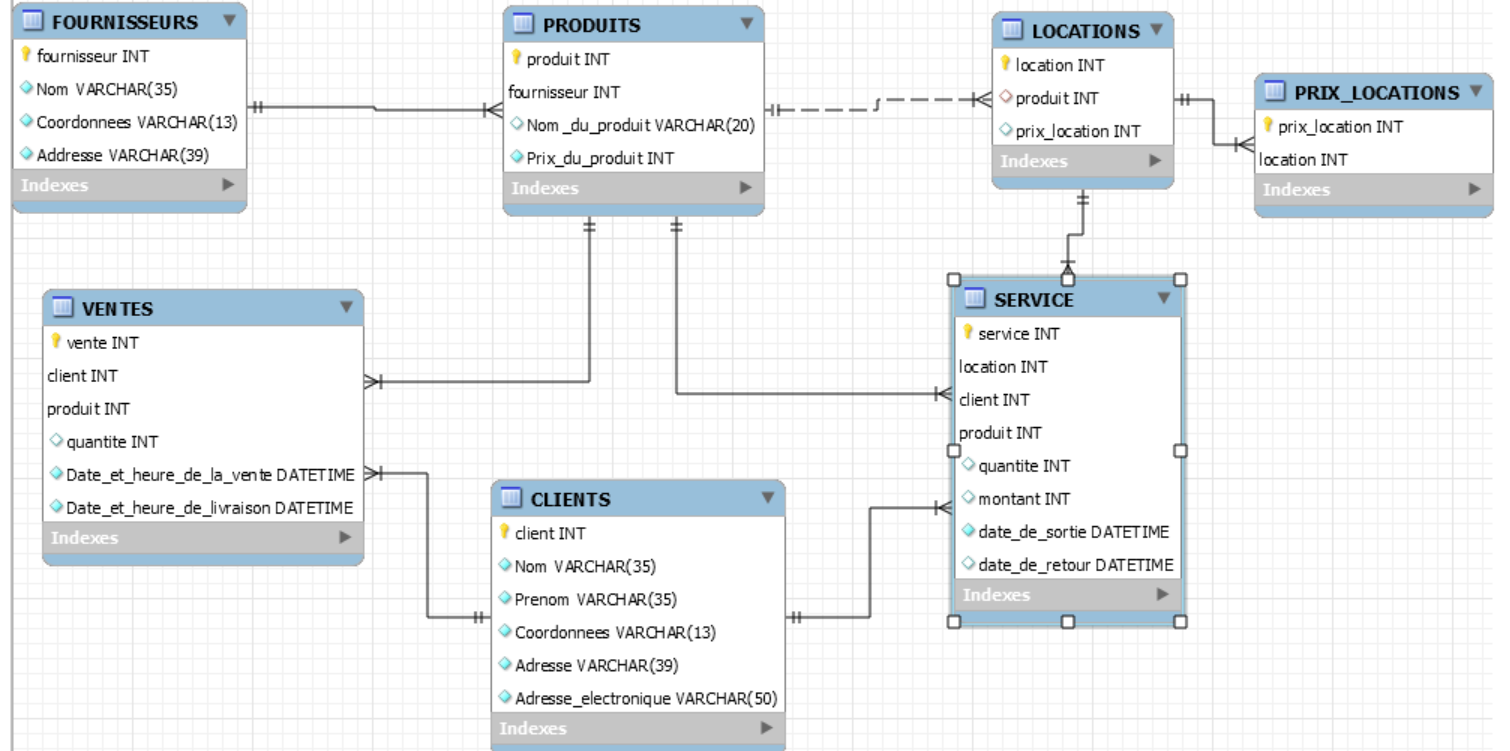 FOURNISSEURS
fournisseur INT
Nom VARCHAR(35)
Coordonnees VARCHAR(13)
Addresse VARCHAR(39)
Indexes
PRODUITS
produit INT
fournisseur INT
Nom_du_produit VARCHAR(20)
Prix_du_produit INT
Indexes
LOCATIONS
location INT
produit INT
prix_location INT
Indexes
PRIX_LOCATIONS
prix_location INT
location INT
Indexes
VENTES
vente INT
client INT
produit INT
quantite INT
Date_et_heure_de_la_vente DATETIME
Date_et_heure_de_livraison DATETIME
Indexes
CLIENTS
client INT
Nom VARCHAR(35)
Prenom VARCHAR(35)
Coordonnees VARCHAR(13)
Adresse VARCHAR(39)
Adresse_electronique VARCHAR(50)
Indexes
SERVICE
service INT
location INT
client INT
produit INT
quantite INT
montant INT
date_de_sortie DATETIME
date_de_retour DATETIME
Indexes